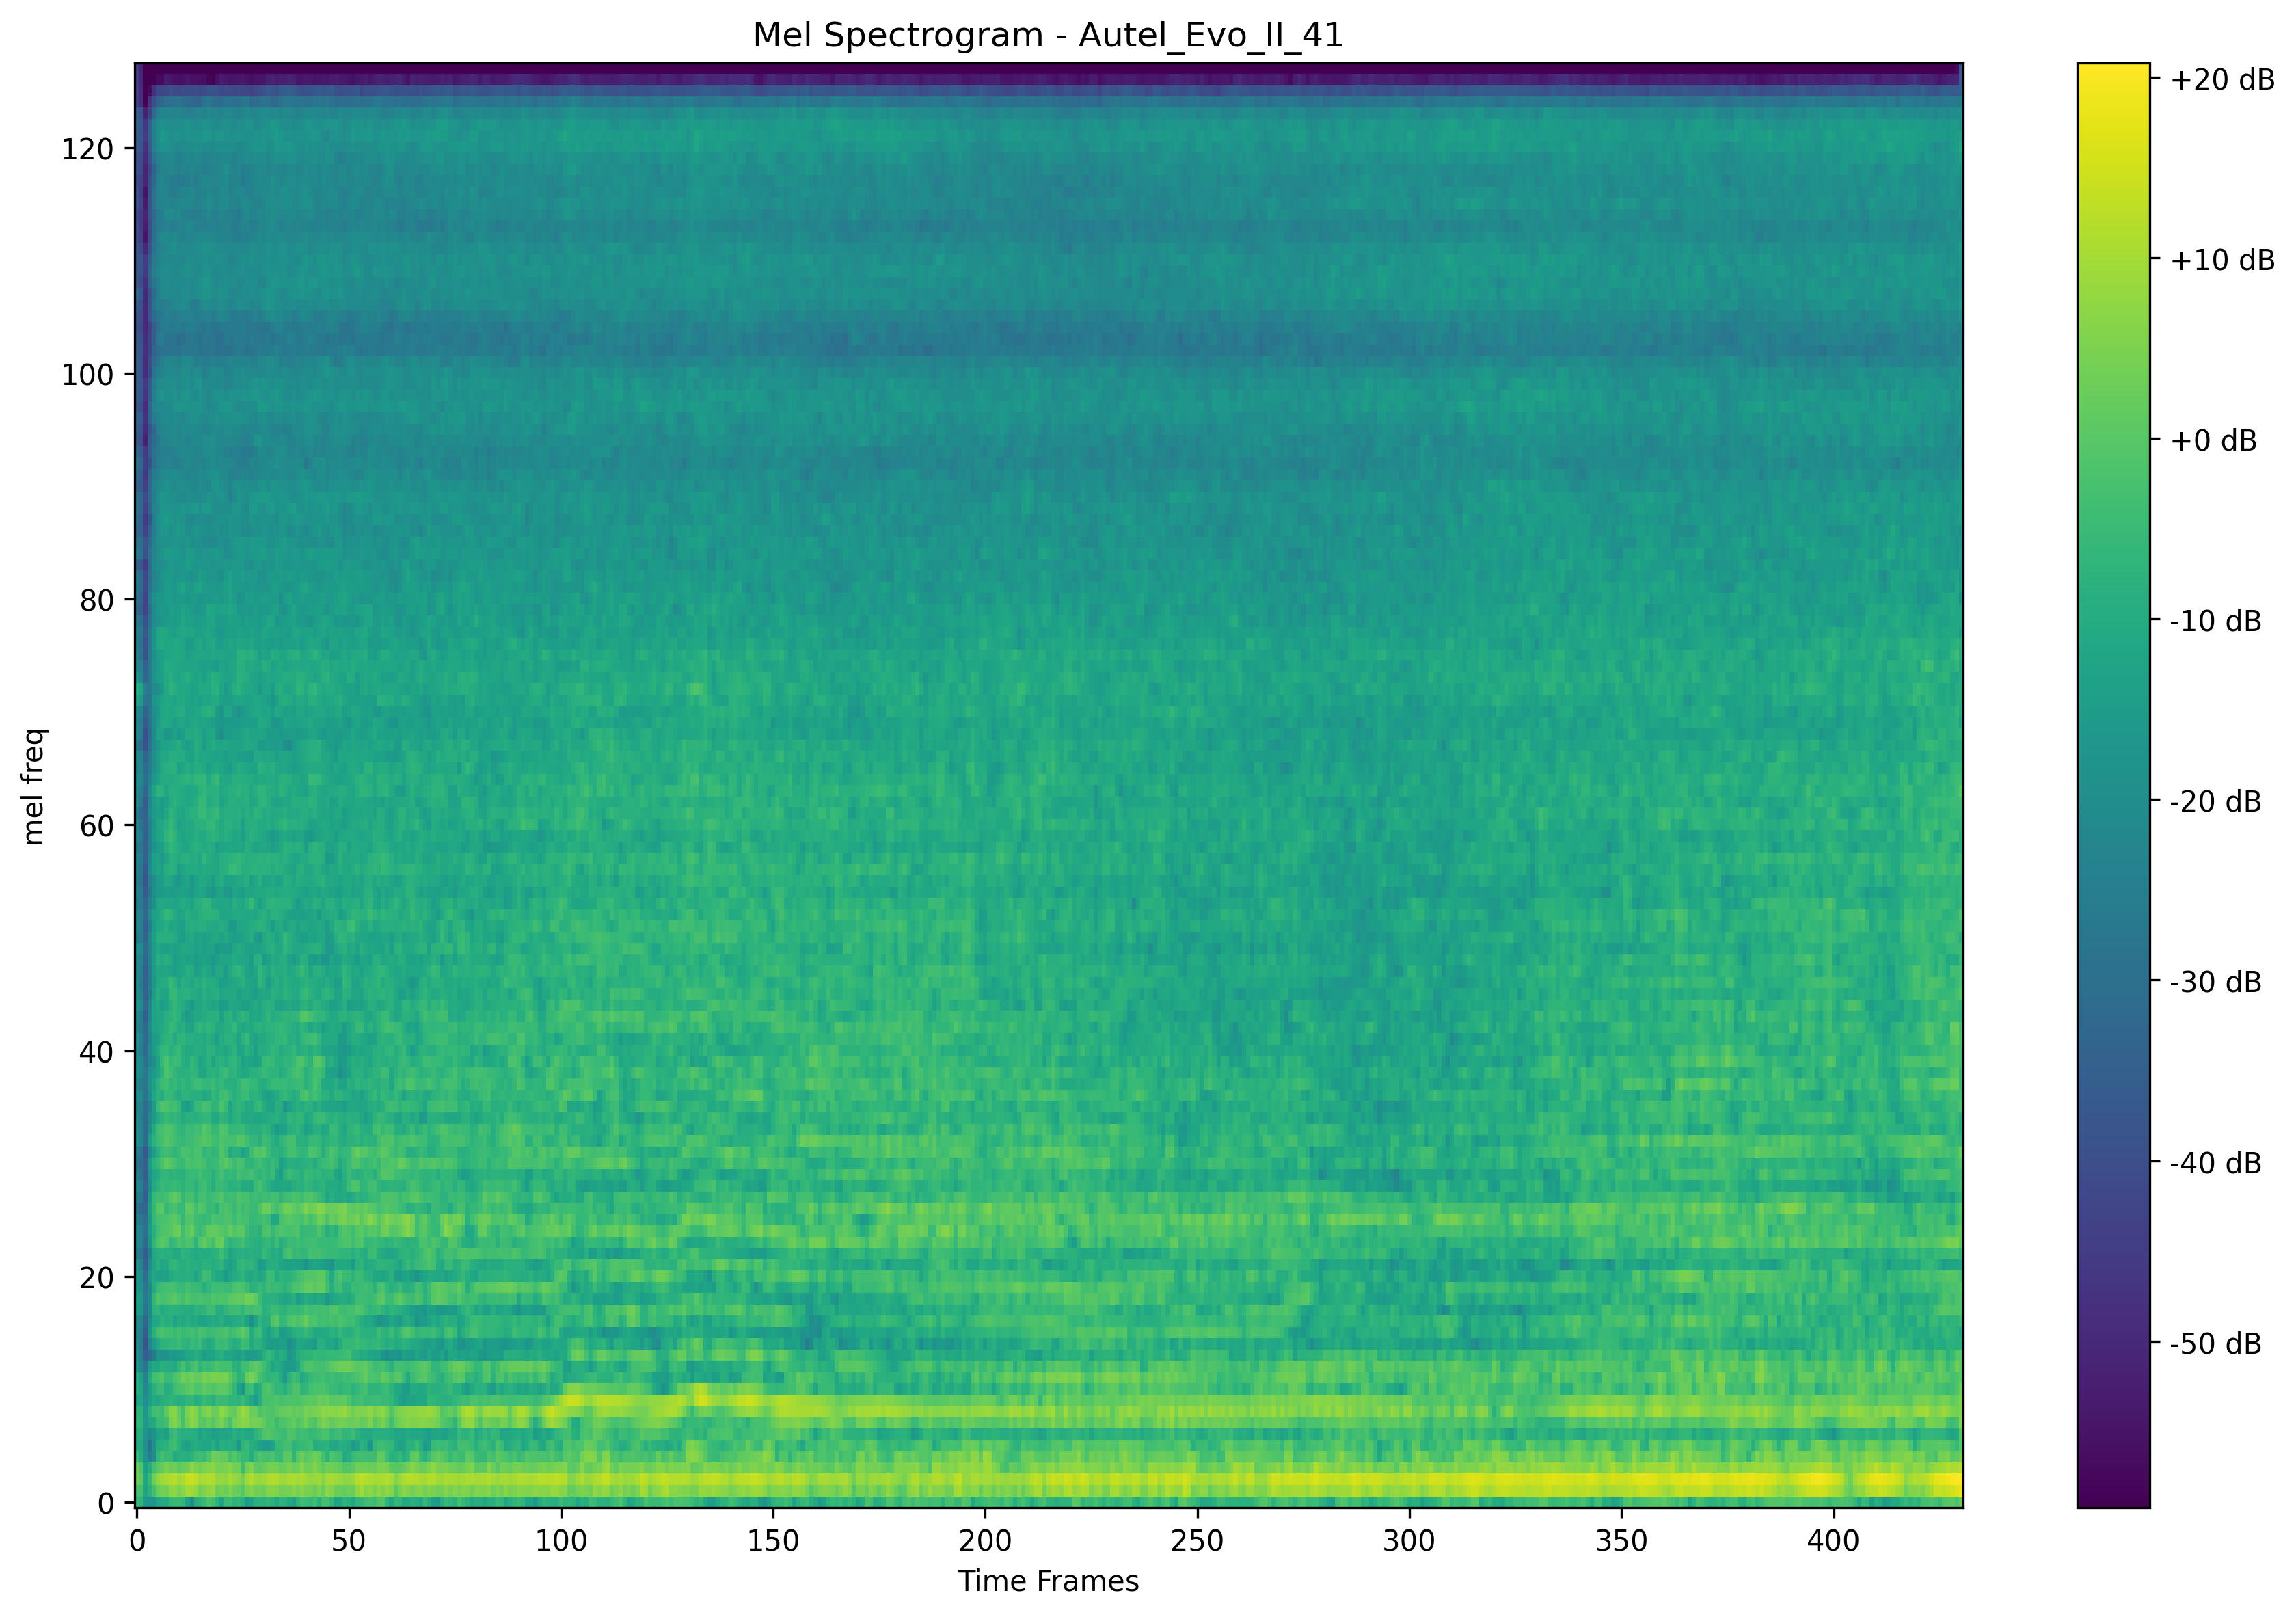 Mel Spectrogram - Autel_Evo_II_41
mel freq
120
100
80
60
40
20
0
0 50 100 150 200 250 300 350 400
Time Frames
+20 dB
+10 dB
+0 dB
-10 dB
-20 dB
-30 dB
-40 dB
-50 dB